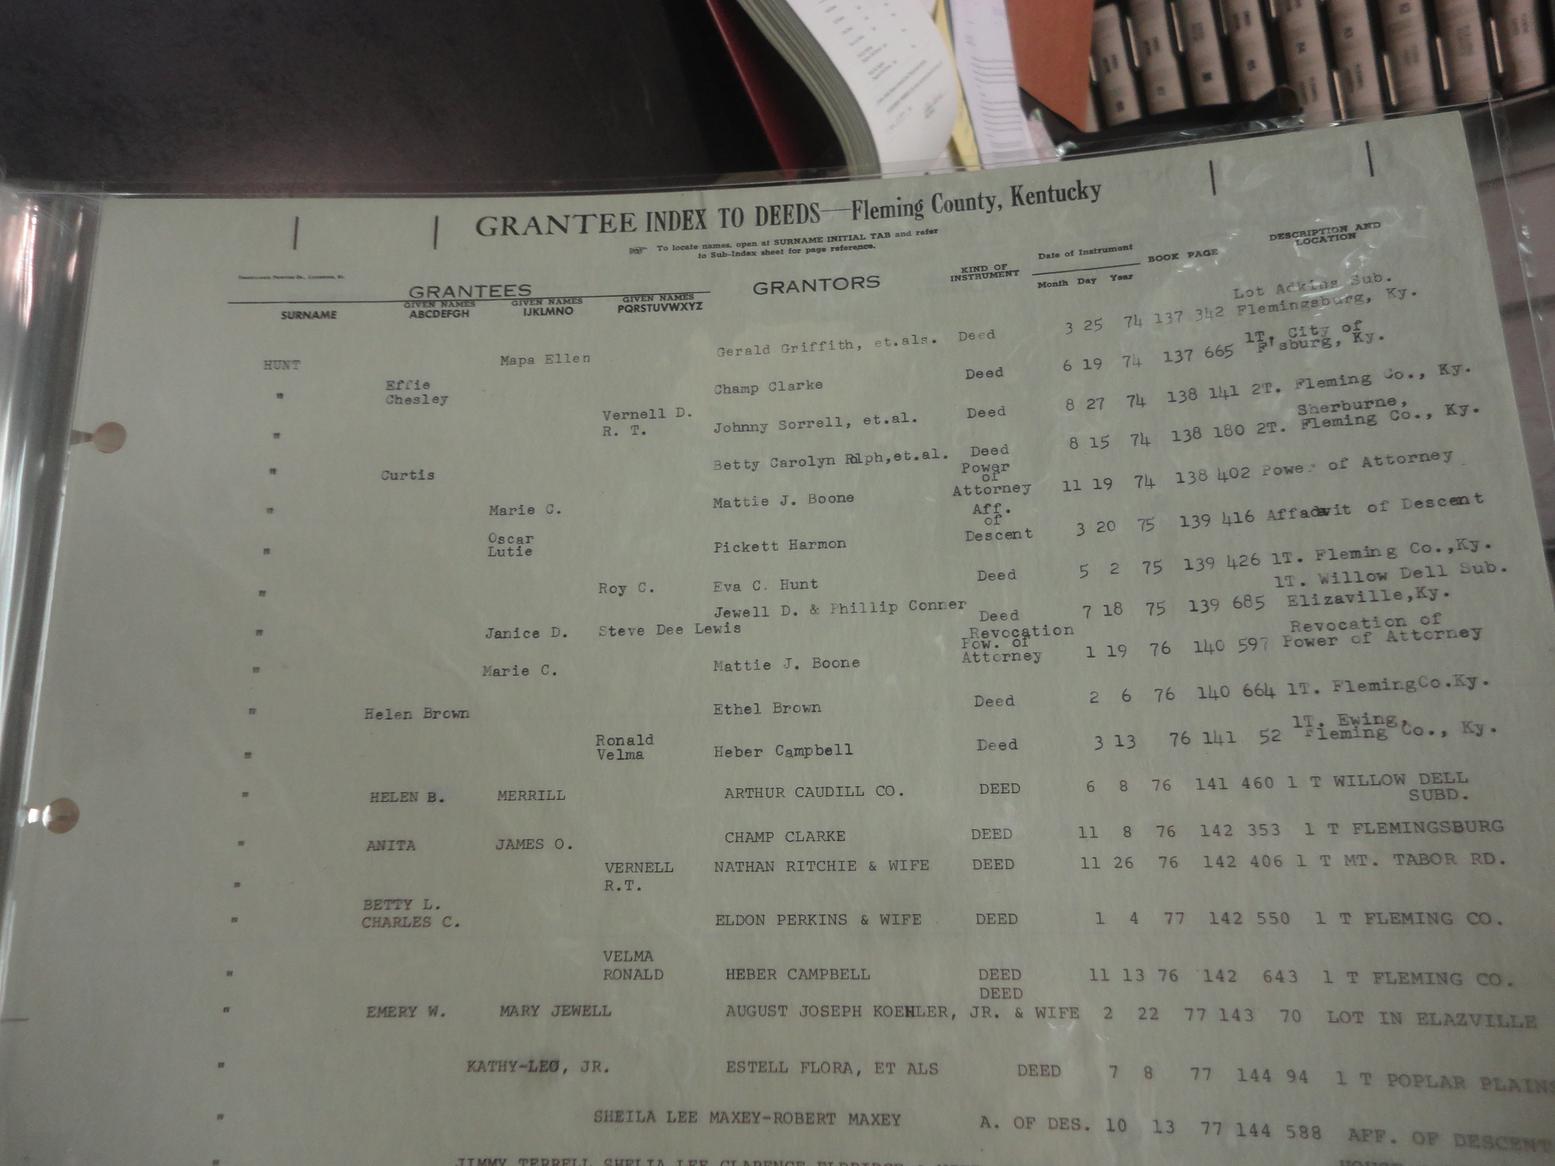 GRANTEE INDEX TO DEEDS—Fleming County, Kentucky
To locate names, open at SURNAME INITIAL TAB and refer
to Sub-Index sheet for page reference.
GRANTEES GRANTORS KIND OF INSTRUMENT Date of Instrument BOOK PAGE DESCRIPTION AND LOCATION
SURNAME GIVEN NAMES ABCDEFGH GIVEN NAMES IJKLMNO GIVEN NAMES PQRSTUVWXYZ Month Day Year
Lot Adkins Sub.
HUNT Mapa Ellen Gerald Griffith, et.als. Deed 3 25 74 137 342 Flemingsburg, Ky.
1T. City of
" Effie Champ Clarke Deed 6 19 74 137 665 F'sburg, Ky.
Chesley
" Vernell D. Johnny Sorrell, et.al. Deed 8 27 74 138 141 2T. Fleming Co., Ky.
R. T.
Sherburne,
" Curtis Betty Carolyn Rlph,et.al. Deed 8 15 74 138 180 2T. Fleming Co., Ky.
Power
of
" Marie C. Mattie J. Boone Attorney 11 19 74 138 402 Power of Attorney
Aff.
of
" Oscar Pickett Harmon Descent 3 20 75 139 416 Affadavit of Descent
Lutie
" Roy C. Eva C. Hunt Deed 5 2 75 139 426 1T. Fleming Co.,Ky.
1T. Willow Dell Sub.
Jewell D. & Phillip Conner Deed 7 18 75 139 685 Elizaville,Ky.
" Janice D. Steve Dee Lewis
Revocation Revocation of
Pow. of
" Marie C. Mattie J. Boone Attorney 1 19 76 140 597 Power of Attorney
" Helen Brown Ethel Brown Deed 2 6 76 140 664 1T. FlemingCo.Ky.
Ronald 1T. Ewing,
" Velma Heber Campbell Deed 3 13 76 141 52 Fleming Co., Ky.
" HELEN B. MERRILL ARTHUR CAUDILL CO. DEED 6 8 76 141 460 1 T WILLOW DELL
SUBD.
" ANITA JAMES O. CHAMP CLARKE DEED 11 8 76 142 353 1 T FLEMINGSBURG
VERNELL NATHAN RITCHIE & WIFE DEED 11 26 76 142 406 1 T MT. TABOR RD.
" R.T.
BETTY L.
" CHARLES C. ELDON PERKINS & WIFE DEED 1 4 77 142 550 1 T FLEMING CO.
VELMA
" RONALD HEBER CAMPBELL DEED 11 13 76 142 643 1 T FLEMING CO.
DEED
" EMERY W. MARY JEWELL AUGUST JOSEPH KOEHLER, JR. & WIFE 2 22 77 143 70 LOT IN ELAZVILLE
" KATHY-LEO, JR. ESTELL FLORA, ET ALS DEED 7 8 77 144 94 1 T POPLAR PLAINS
" SHEILA LEE MAXEY-ROBERT MAXEY A. OF DES. 10 13 77 144 588 AFF. OF DESCENT
" JIMMY TERRELL SHELIA LEE CLARENCE